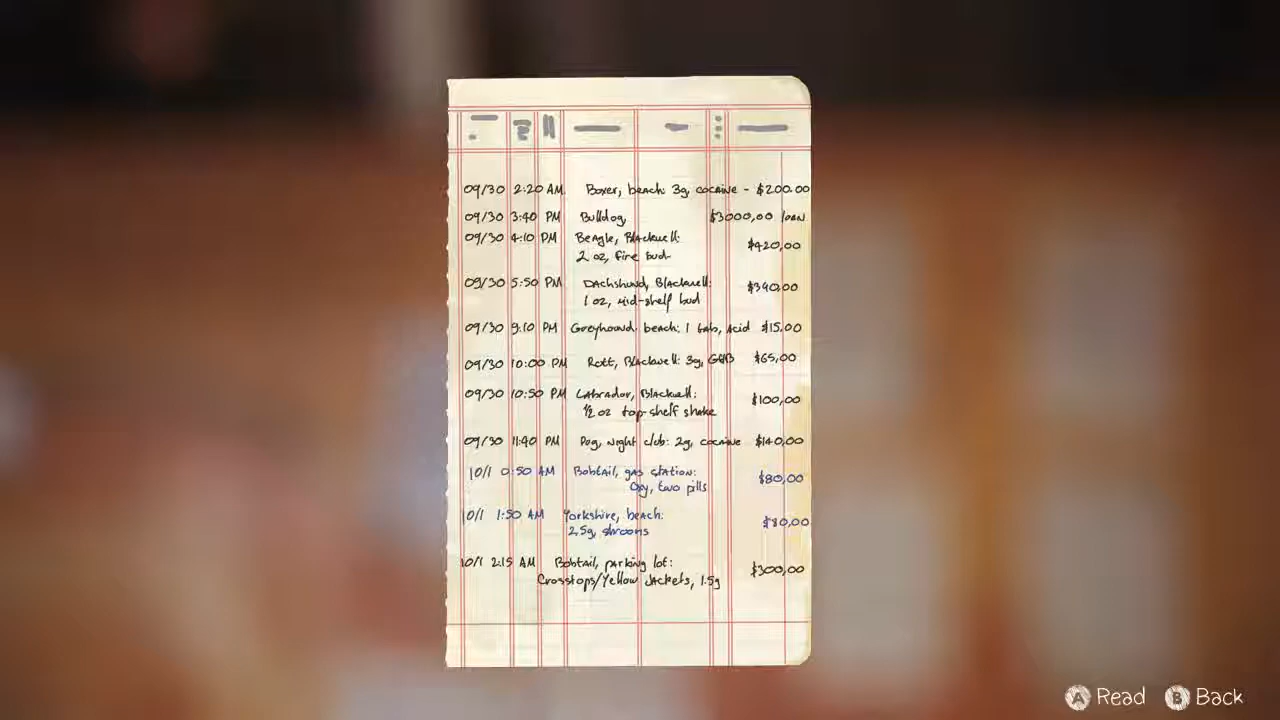 09/30 2:20 AM Boxer, beach: 3g, cocaine - $200.00
09/30 3:40 PM Bulldog, $3000,00 loan
09/30 4:10 PM Beagle, Blackwell: $420,00
2 oz, fire bud
09/30 5:50 PM Dachshund, Blackwell: $340.00
1 oz, mid-shelf bud
09/30 9:10 PM Greyhound, beach: 1 tab, acid $15.00
09/30 10:00 PM Rott, Blackwell: 3g, GHB $65,00
09/30 10:50 PM Labrador, Blackwell: $100,00
1/2 oz top-shelf shake
09/30 11:40 PM Pug, night club: 2g, cocaine $140,00
10/1 0:50 AM Bobtail, gas station: $80,00
Oxy, two pills
10/1 1:50 AM Yorkshire, beach: $80,00
2.5g, shrooms
10/1 2:15 AM Bobtail, parking lot: $300,00
Crosstops/Yellow Jackets, 1.5g
A Read B Back